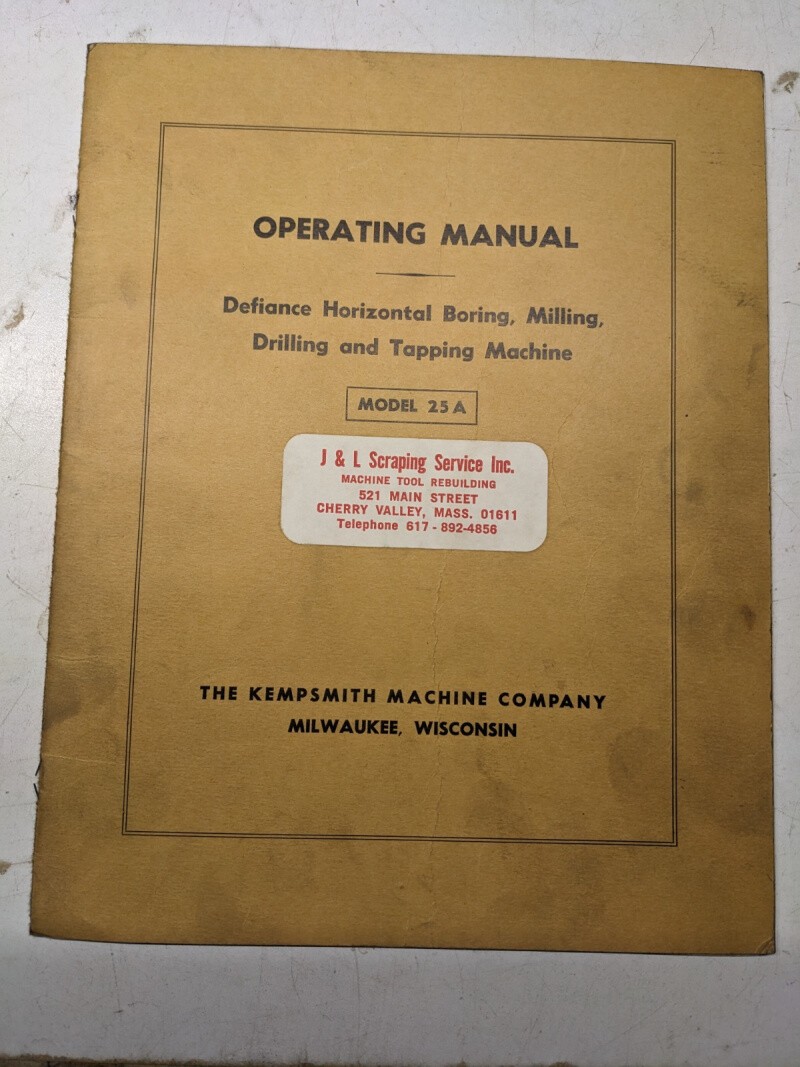 OPERATING MANUAL
Defiance Horizontal Boring, Milling,
Drilling and Tapping Machine
MODEL 25A
J & L Scraping Service Inc.
MACHINE TOOL REBUILDING
521 MAIN STREET
CHERRY VALLEY, MASS. 01611
Telephone 617 - 892-4856
THE KEMPSMITH MACHINE COMPANY
MILWAUKEE, WISCONSIN